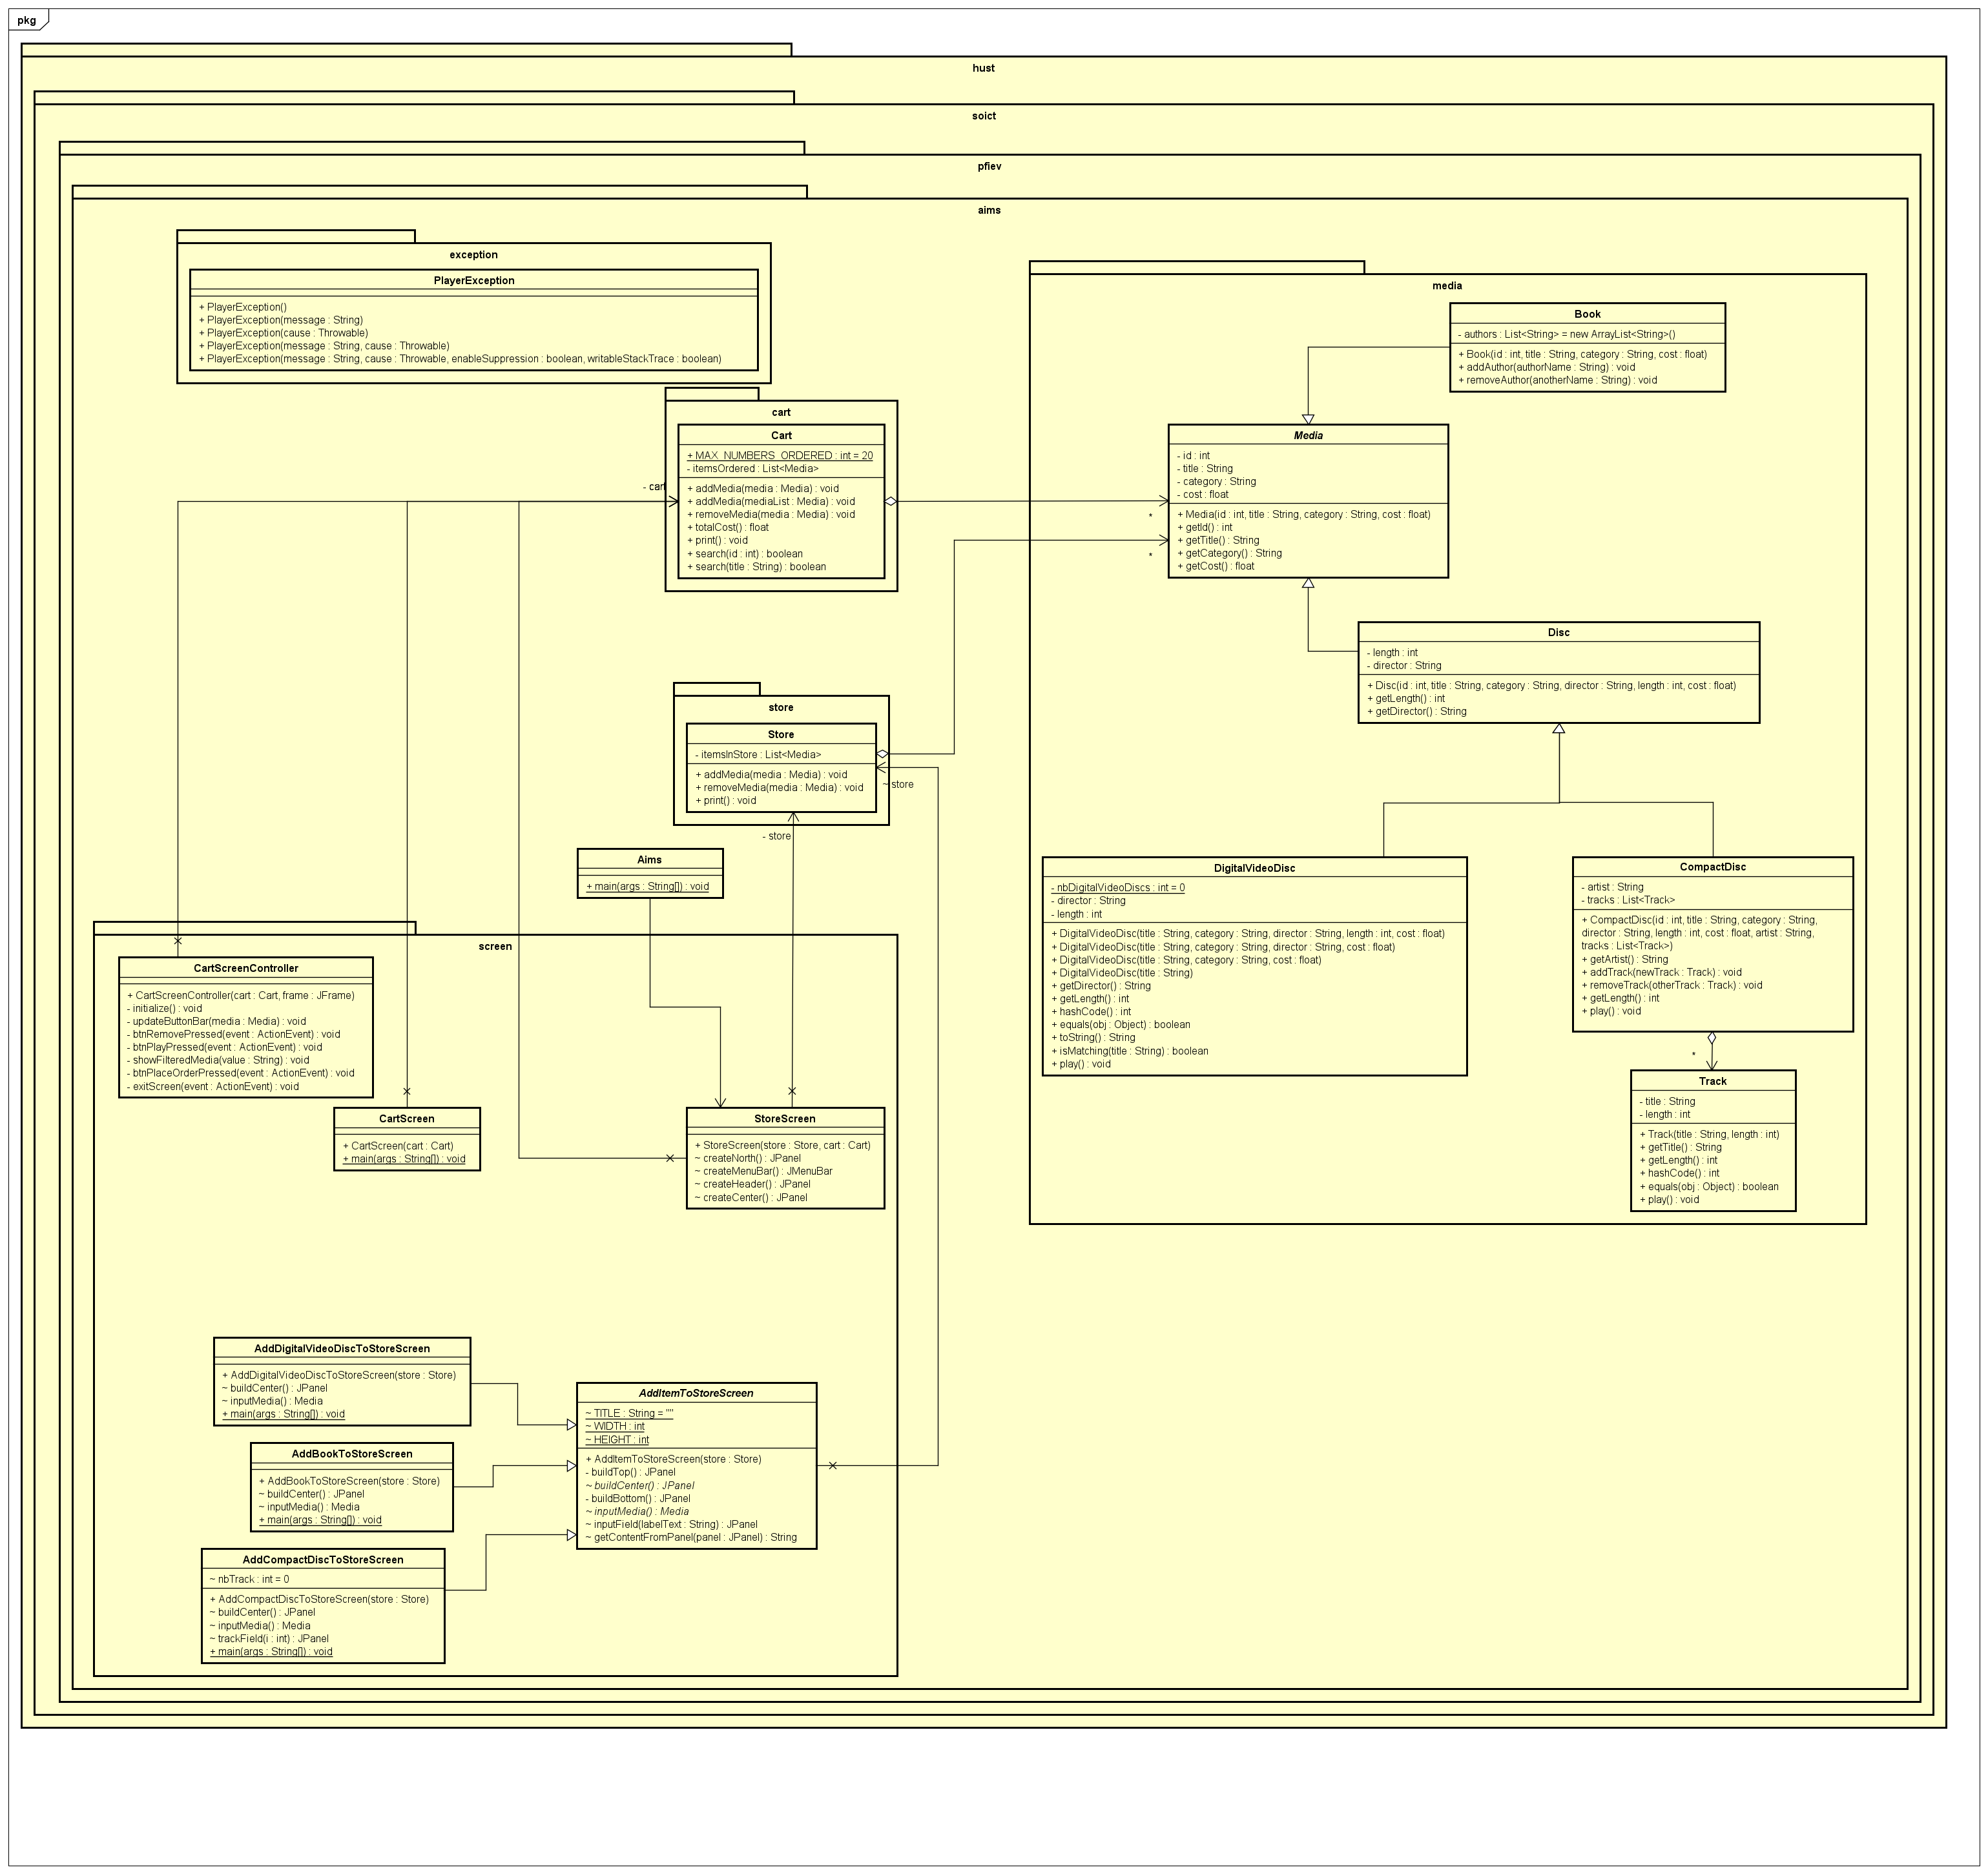 pkg
hust
soict
pfiev
aims
exception
PlayerException
+ PlayerException()
+ PlayerException(message : String)
+ PlayerException(cause : Throwable)
+ PlayerException(message : String, cause : Throwable)
+ PlayerException(message : String, cause : Throwable, enableSuppression : boolean, writableStackTrace : boolean)
cart
Cart
+ MAX_NUMBERS_ORDERED : int = 20
- itemsOrdered : List<Media>
+ addMedia(media : Media) : void
+ addMedia(mediaList : Media) : void
+ removeMedia(media : Media) : void
+ totalCost() : float
+ print() : void
+ search(id : int) : boolean
+ search(title : String) : boolean
- cart
*
*
store
Store
- itemsInStore : List<Media>
+ addMedia(media : Media) : void
+ removeMedia(media : Media) : void
+ print() : void
~ store
- store
Aims
+ main(args : String[]) : void
screen
CartScreenController
+ CartScreenController(cart : Cart, frame : JFrame)
- initialize() : void
- updateButtonBar(media : Media) : void
- btnRemovePressed(event : ActionEvent) : void
- btnPlayPressed(event : ActionEvent) : void
- showFilteredMedia(value : String) : void
- btnPlaceOrderPressed(event : ActionEvent) : void
- exitScreen(event : ActionEvent) : void
CartScreen
+ CartScreen(cart : Cart)
+ main(args : String[]) : void
StoreScreen
+ StoreScreen(store : Store, cart : Cart)
~ createNorth() : JPanel
~ createMenuBar() : JMenuBar
~ createHeader() : JPanel
~ createCenter() : JPanel
AddDigitalVideoDiscToStoreScreen
+ AddDigitalVideoDiscToStoreScreen(store : Store)
~ buildCenter() : JPanel
~ inputMedia() : Media
+ main(args : String[]) : void
AddBookToStoreScreen
+ AddBookToStoreScreen(store : Store)
~ buildCenter() : JPanel
~ inputMedia() : Media
+ main(args : String[]) : void
AddCompactDiscToStoreScreen
~ nbTrack : int = 0
+ AddCompactDiscToStoreScreen(store : Store)
~ buildCenter() : JPanel
~ inputMedia() : Media
~ trackField(i : int) : JPanel
+ main(args : String[]) : void
AddItemToStoreScreen
~ TITLE : String = ""
~ WIDTH : int
~ HEIGHT : int
+ AddItemToStoreScreen(store : Store)
- buildTop() : JPanel
~ buildCenter() : JPanel
- buildBottom() : JPanel
~ inputMedia() : Media
~ inputField(labelText : String) : JPanel
~ getContentFromPanel(panel : JPanel) : String
media
Book
- authors : List<String> = new ArrayList<String>()
+ Book(id : int, title : String, category : String, cost : float)
+ addAuthor(authorName : String) : void
+ removeAuthor(anotherName : String) : void
Media
- id : int
- title : String
- category : String
- cost : float
+ Media(id : int, title : String, category : String, cost : float)
+ getId() : int
+ getTitle() : String
+ getCategory() : String
+ getCost() : float
Disc
- length : int
- director : String
+ Disc(id : int, title : String, category : String, director : String, length : int, cost : float)
+ getLength() : int
+ getDirector() : String
DigitalVideoDisc
- nbDigitalVideoDiscs : int = 0
- director : String
- length : int
+ DigitalVideoDisc(title : String, category : String, director : String, length : int, cost : float)
+ DigitalVideoDisc(title : String, category : String, director : String, cost : float)
+ DigitalVideoDisc(title : String, category : String, cost : float)
+ DigitalVideoDisc(title : String)
+ getDirector() : String
+ getLength() : int
+ hashCode() : int
+ equals(obj : Object) : boolean
+ toString() : String
+ isMatching(title : String) : boolean
+ play() : void
CompactDisc
- artist : String
- tracks : List<Track>
+ CompactDisc(id : int, title : String, category : String,
director : String, length : int, cost : float, artist : String,
tracks : List<Track>)
+ getArtist() : String
+ addTrack(newTrack : Track) : void
+ removeTrack(otherTrack : Track) : void
+ getLength() : int
+ play() : void
*
Track
- title : String
- length : int
+ Track(title : String, length : int)
+ getTitle() : String
+ getLength() : int
+ hashCode() : int
+ equals(obj : Object) : boolean
+ play() : void